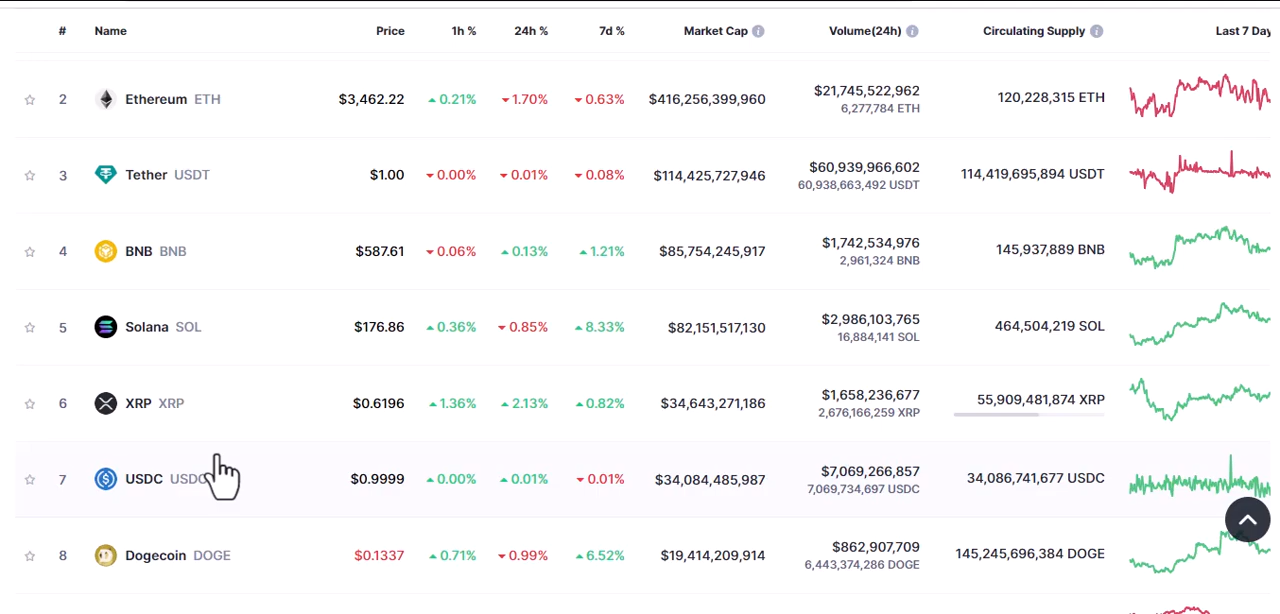 # Name Price 1h % 24h % 7d % Market Cap Volume(24h) Circulating Supply Last 7 Day
2 Ethereum ETH $3,462.22 0.21% 1.70% 0.63% $416,256,399,960 $21,745,522,962 120,228,315 ETH
6,277,784 ETH
3 Tether USDT $1.00 0.00% 0.01% 0.08% $114,425,727,946 $60,939,966,602 114,419,695,894 USDT
60,938,663,492 USDT
4 BNB BNB $587.61 0.06% 0.13% 1.21% $85,754,245,917 $1,742,534,976 145,937,889 BNB
2,961,324 BNB
5 Solana SOL $176.86 0.36% 0.85% 8.33% $82,151,517,130 $2,986,103,765 464,504,219 SOL
16,884,141 SOL
6 XRP XRP $0.6196 1.36% 2.13% 0.82% $34,643,271,186 $1,658,236,677 55,909,481,874 XRP
2,676,166,259 XRP
7 USDC USDC $0.9999 0.00% 0.01% 0.01% $34,084,485,987 $7,069,266,857 34,086,741,677 USDC
7,069,734,697 USDC
8 Dogecoin DOGE $0.1337 0.71% 0.99% 6.52% $19,414,209,914 $862,907,709 145,245,696,384 DOGE
6,443,374,286 DOGE